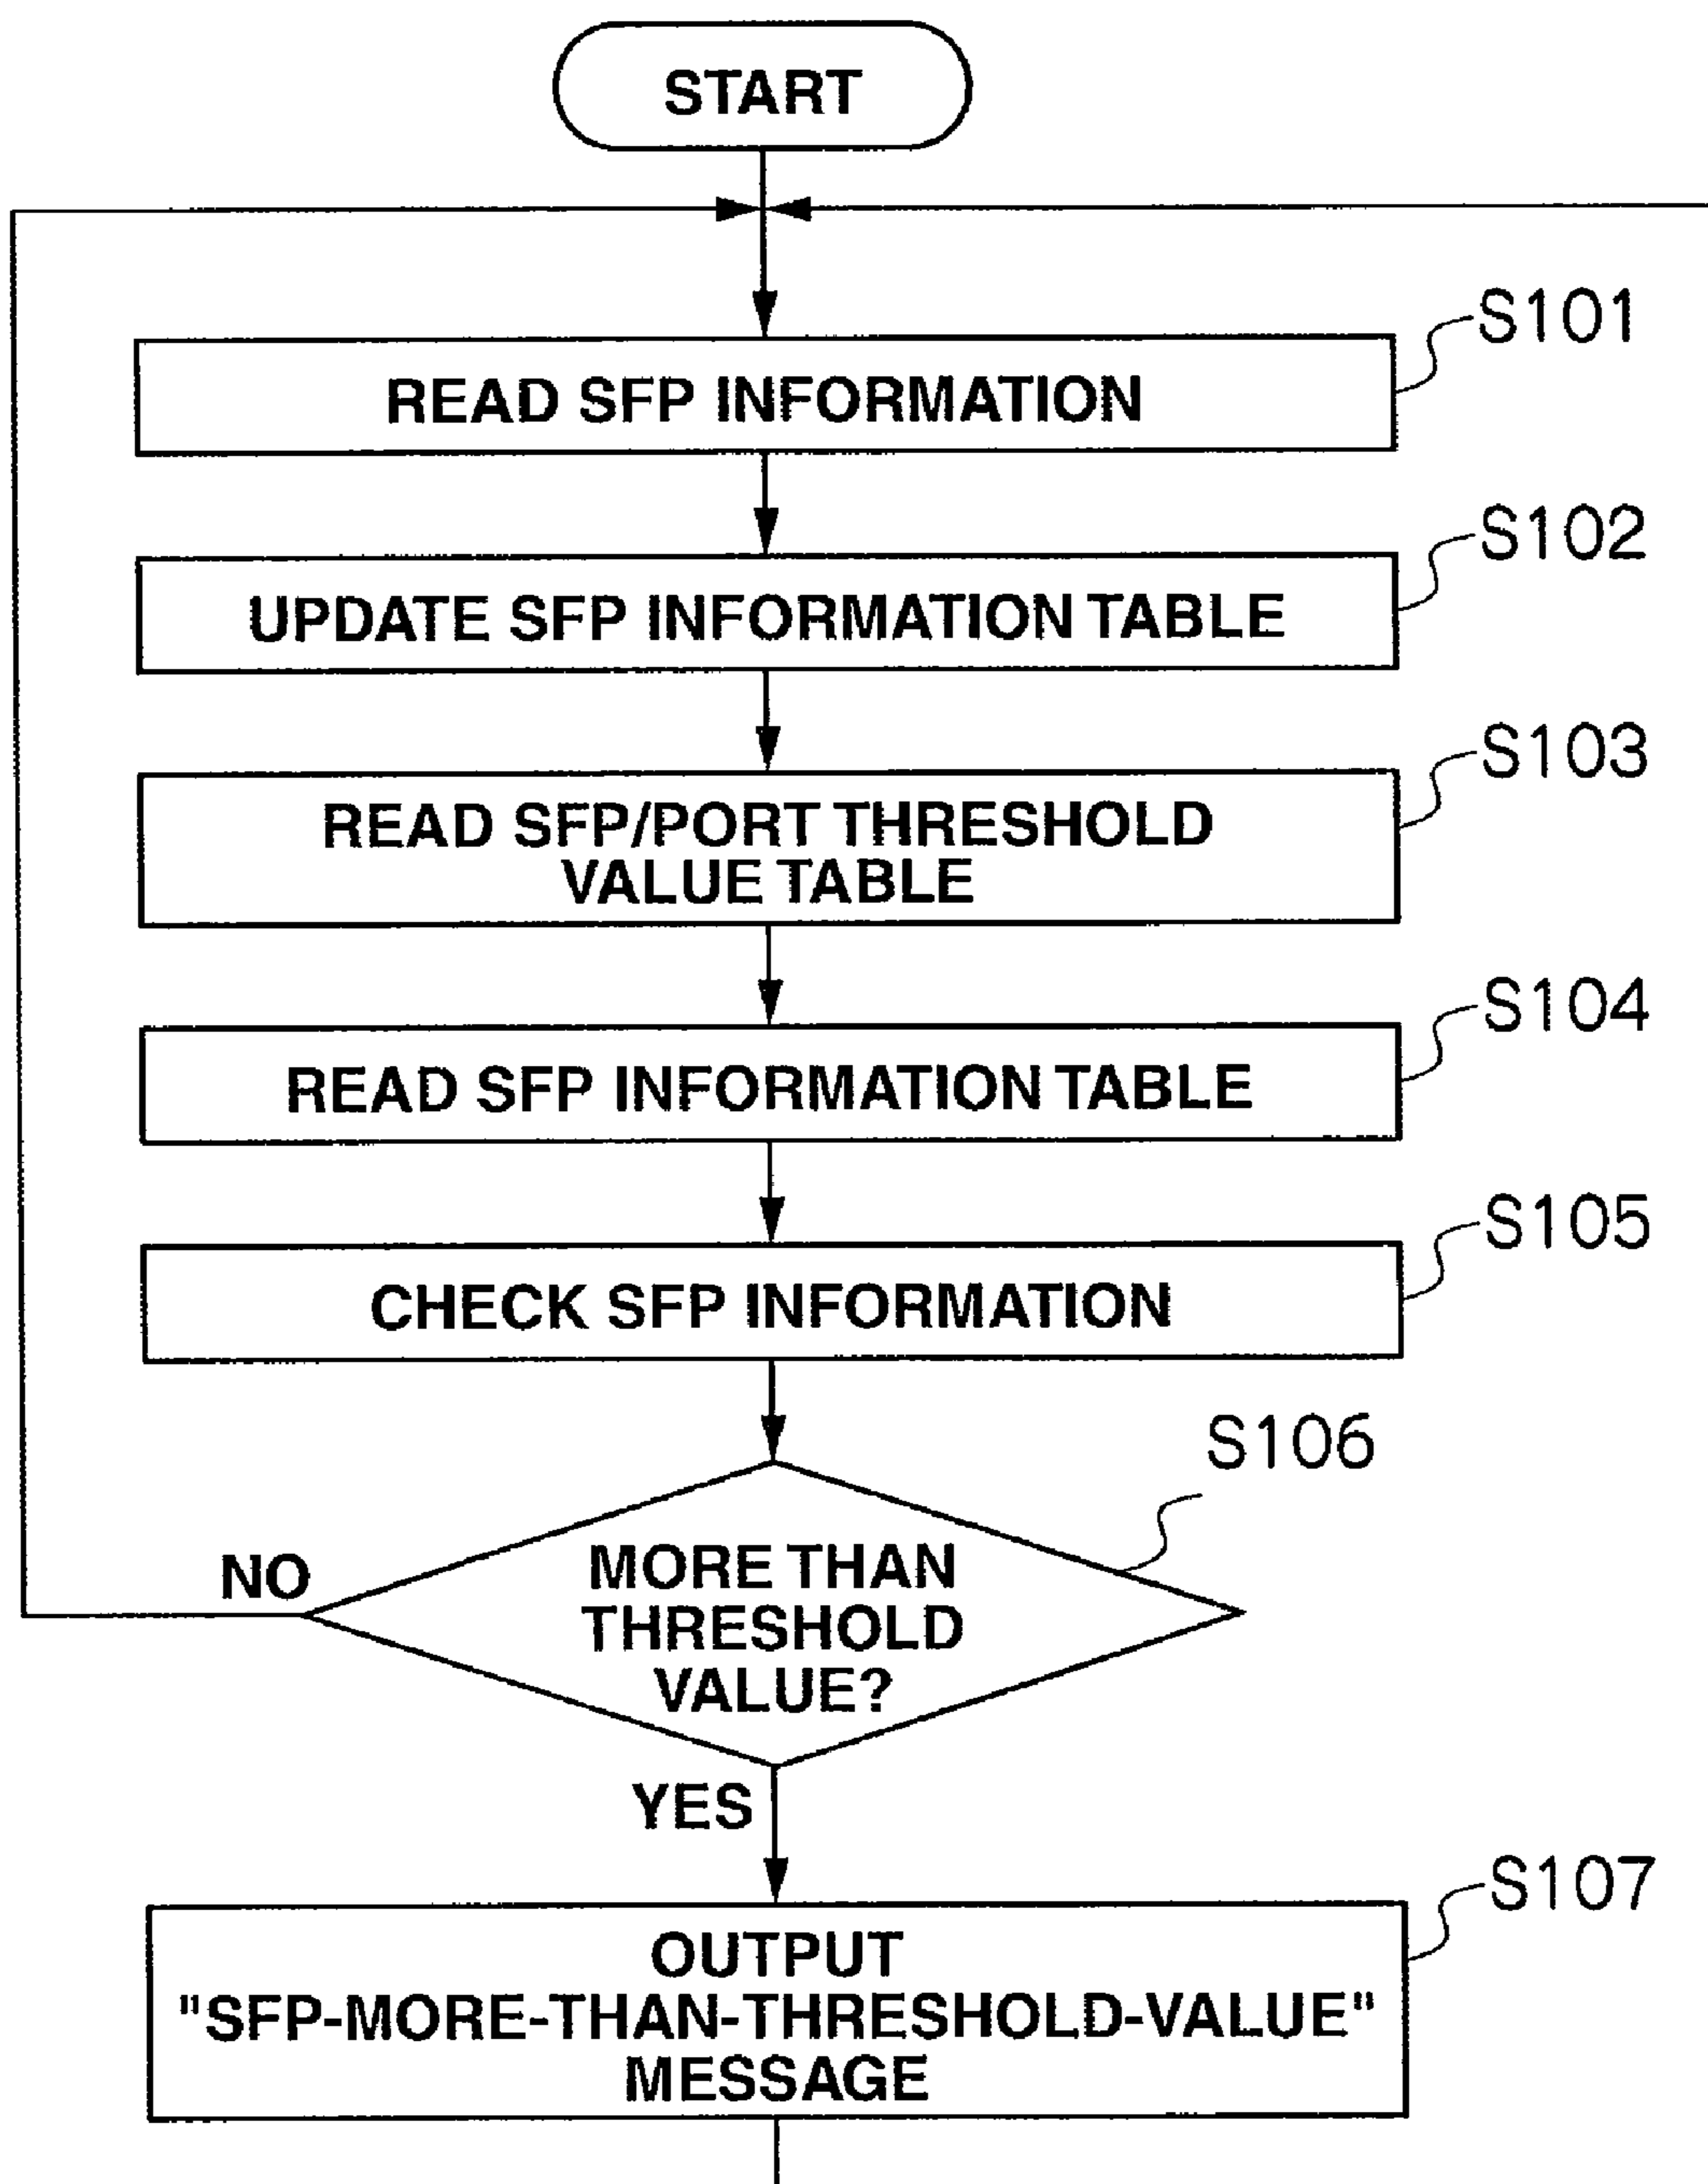 START
S101
READ SFP INFORMATION
S102
UPDATE SFP INFORMATION TABLE
S103
READ SFP/PORT THRESHOLD
VALUE TABLE
S104
READ SFP INFORMATION TABLE
S105
CHECK SFP INFORMATION
S106
NO
MORE THAN
THRESHOLD
VALUE?
YES
S107
OUTPUT
"SFP-MORE-THAN-THRESHOLD-VALUE"
MESSAGE